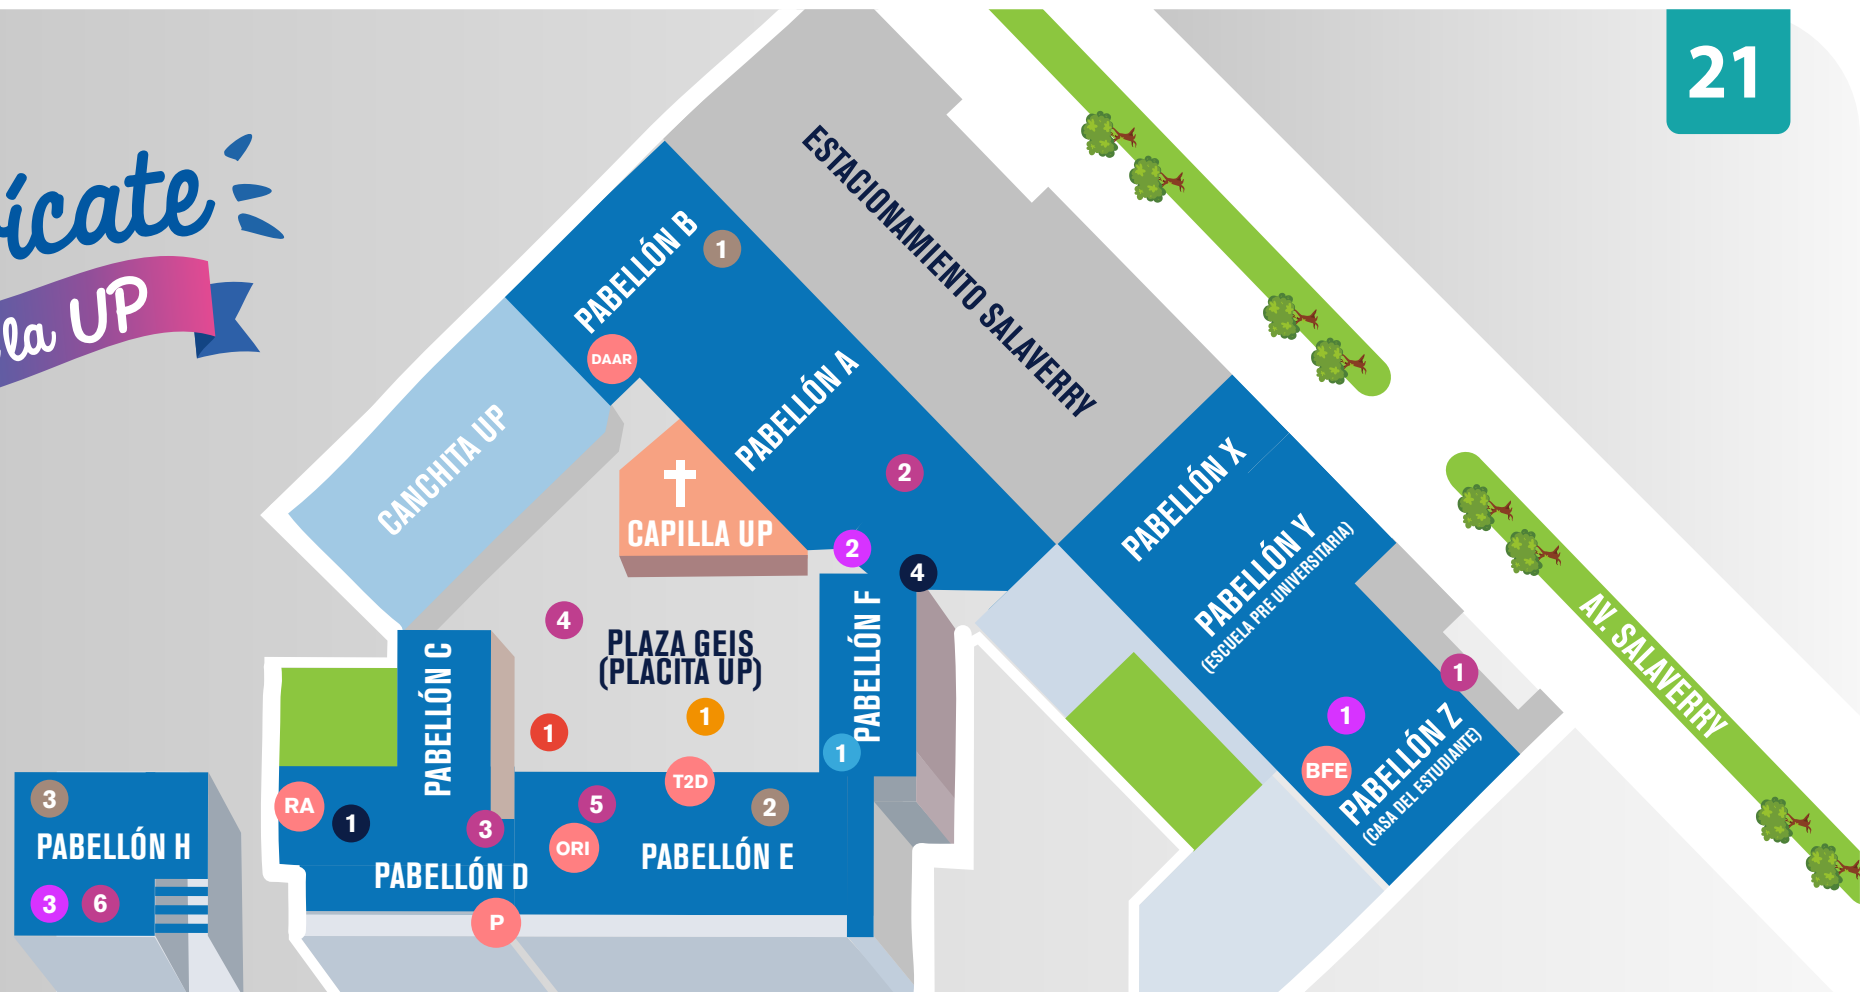 21
ícate
la UP
ESTACIONAMIENTO SALAVERRY
PABELLÓN B
1
DAAR
PABELLÓN A
2
CANCHITA UP
CAPILLA UP
2
4
PABELLÓN X
PABELLÓN Y
(ESCUELA PRE UNIVERSITARIA)
AV. SALAVERRY
4
PLAZA GEIS
(PLACITA UP)
PABELLÓN F
PABELLÓN C
1
1
1
T2D
1
1
BFE
PABELLÓN Z
(CASA DEL ESTUDIANTE)
3
PABELLÓN H
3
6
RA
1
3
PABELLÓN D
P
5
ORI
2
PABELLÓN E